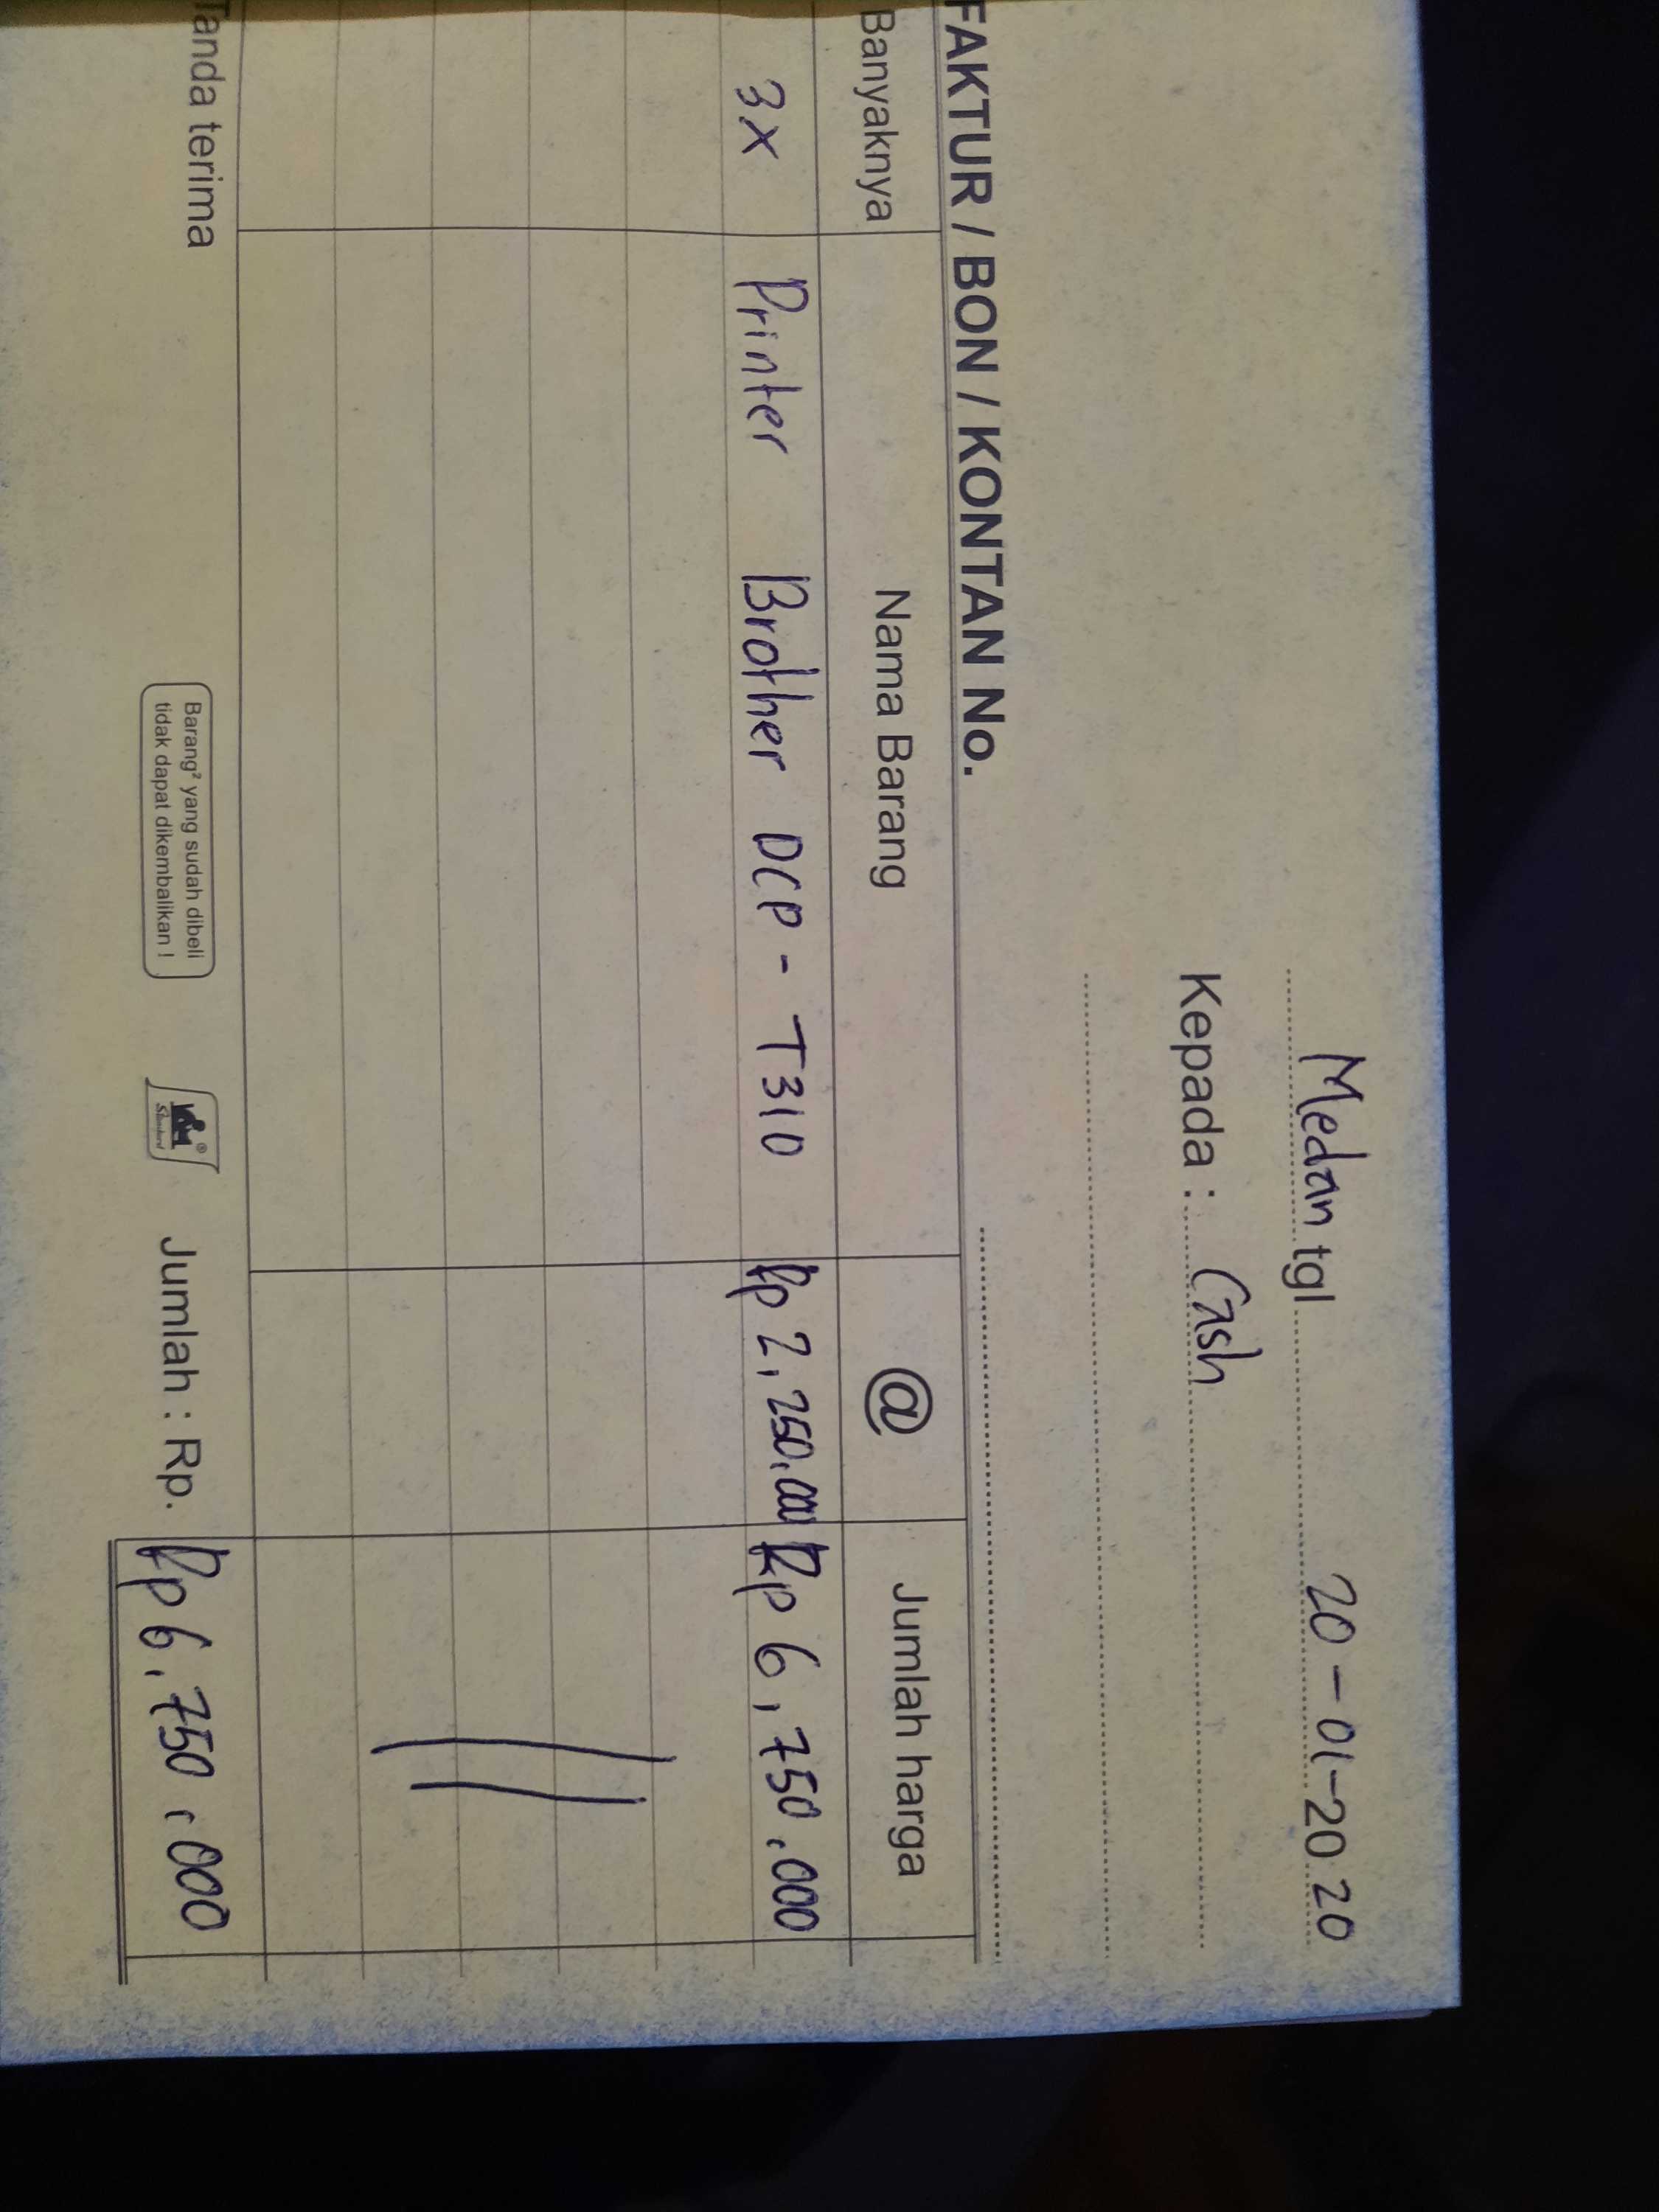 Medan tgl 20-01-2020
Kepada : Cash
FAKTUR / BON / KONTAN No.
Banyaknya Nama Barang @ Jumlah harga
3x Printer Brother DCP - T310 Rp 2,250,000 Rp 6,750,000
Tanda terima
Barang² yang sudah dibeli
tidak dapat dikembalikan !
Standard
Jumlah : Rp. Rp 6,750,000